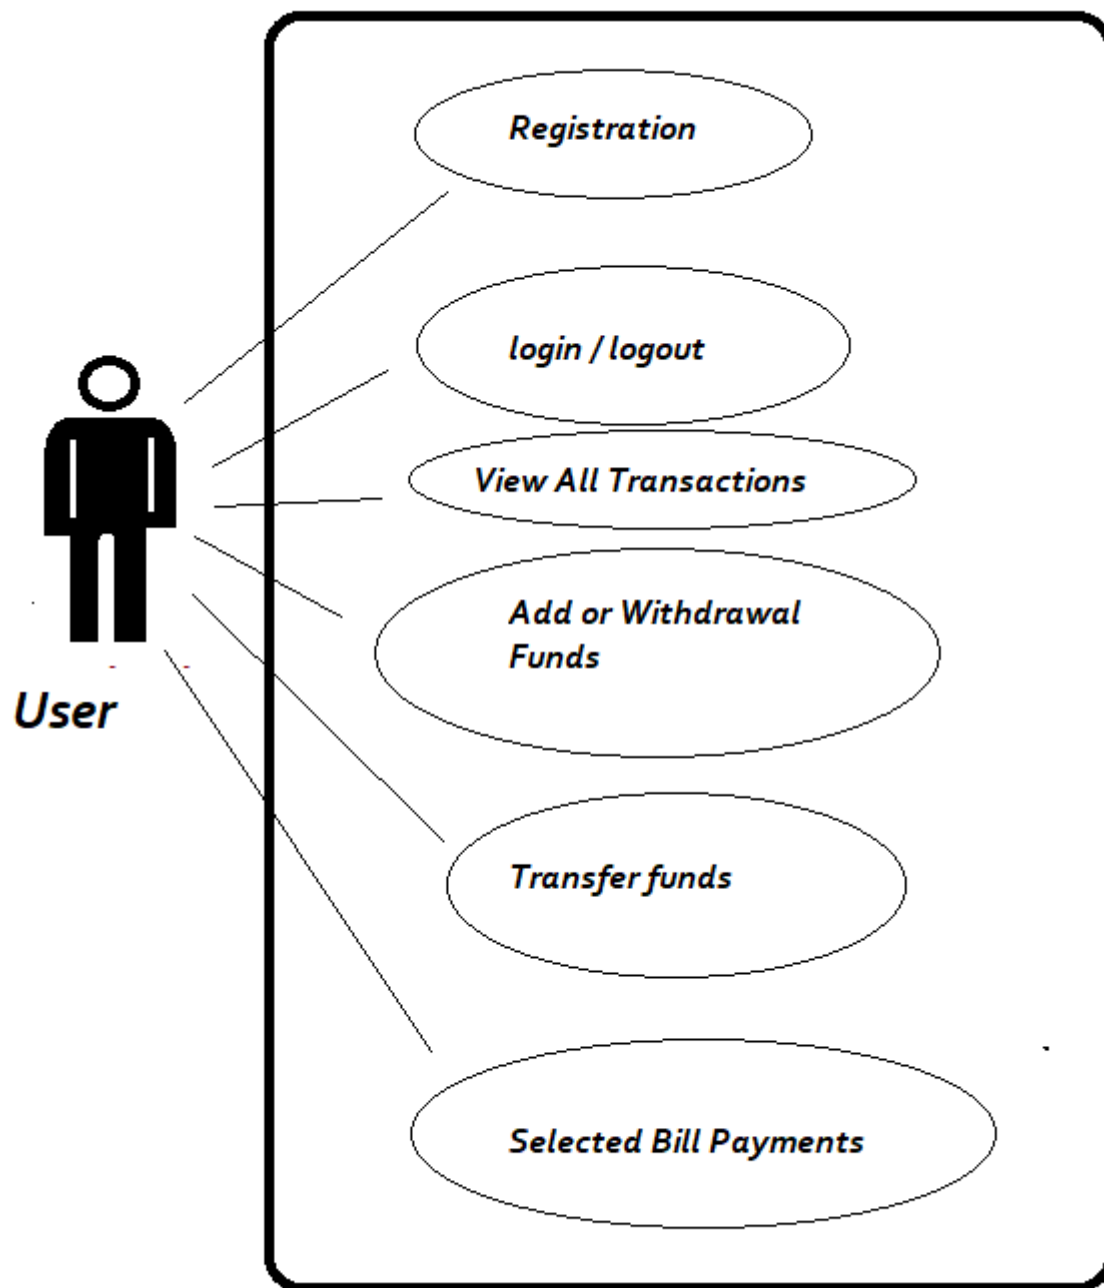 Registration
login / logout
View All Transactions
Add or Withdrawal
Funds
User
Transfer funds
Selected Bill Payments